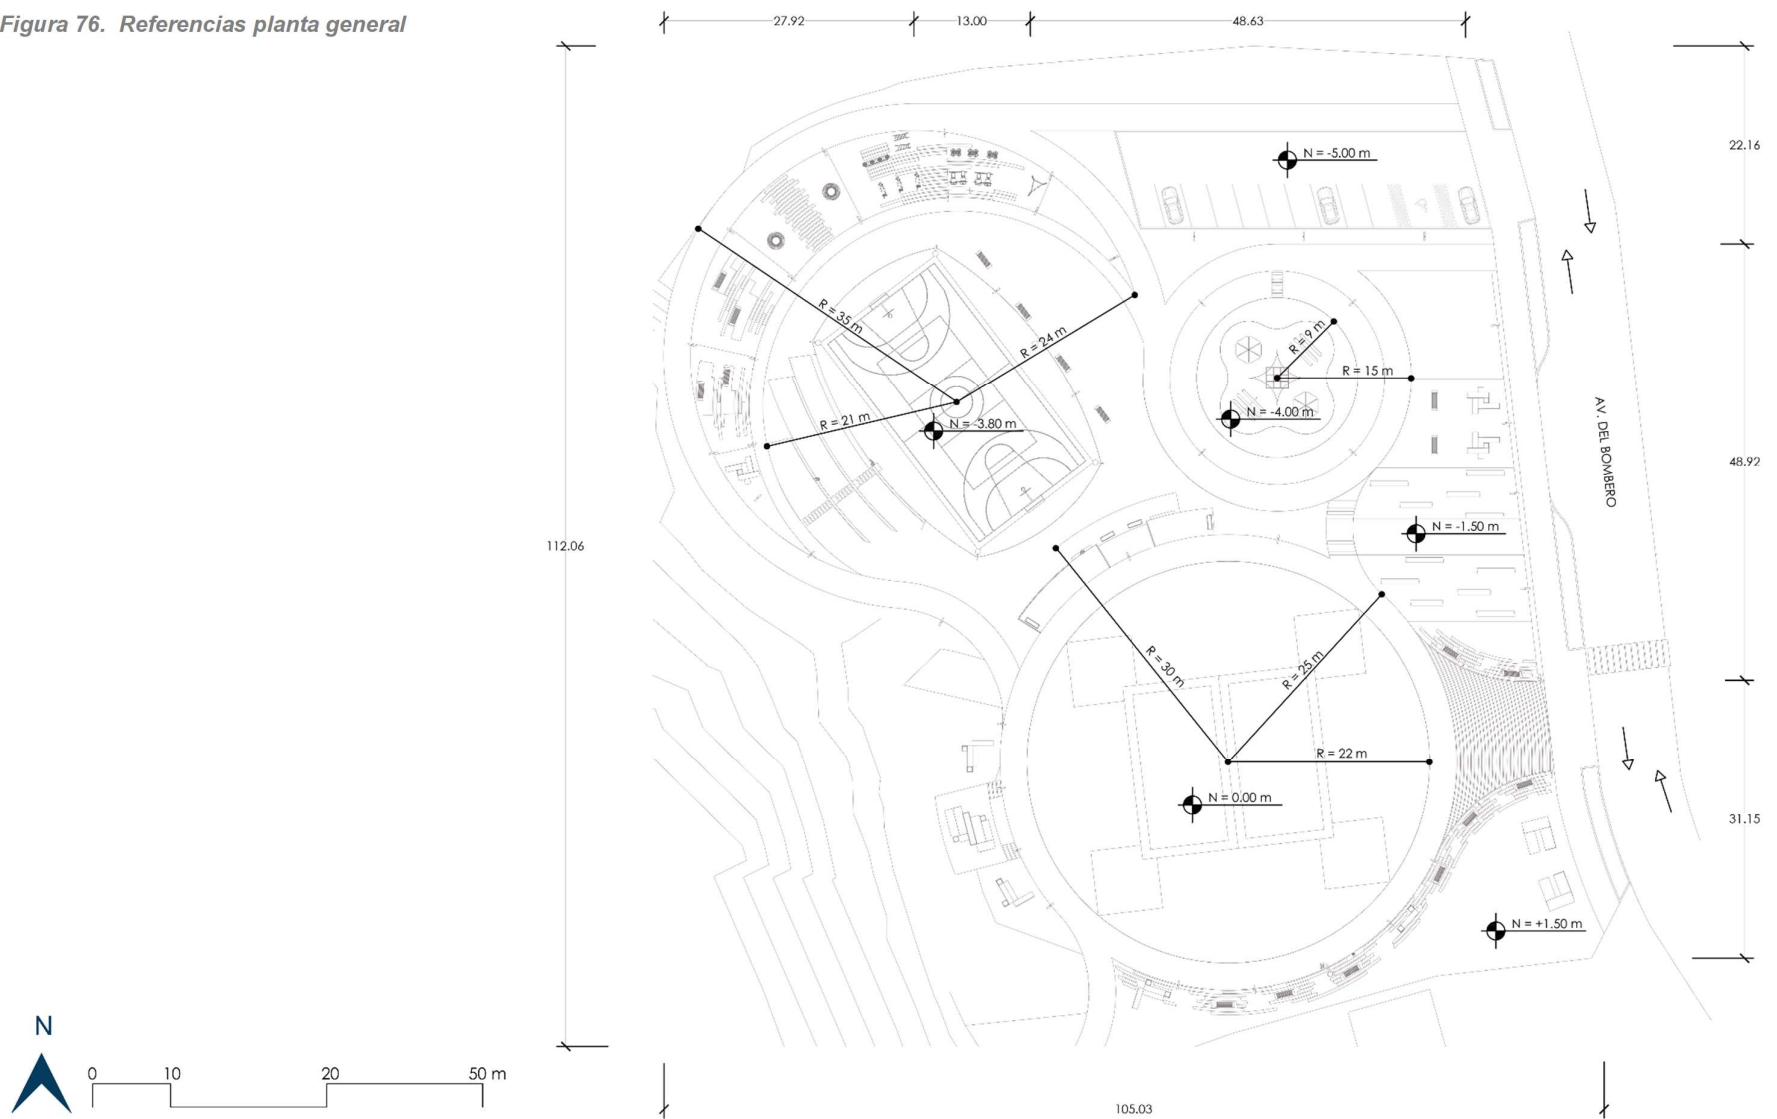 Figura 76. Referencias planta general
27.92
13.00
48.63
22.16
N = -5.00 m
R = 35 m
R = 24 m
R = 9 m
R = 15 m
R = 21 m
N = -3.80 m
N = -4.00 m
AV. DEL BOMBERO
48.92
N = -1.50 m
112.06
R = 30 m
R = 25 m
R = 22 m
N = 0.00 m
31.15
N = +1.50 m
N
0 10 20 50 m
105.03